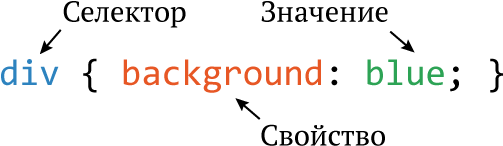 Селектор Значение
div { background: blue; }
Свойство